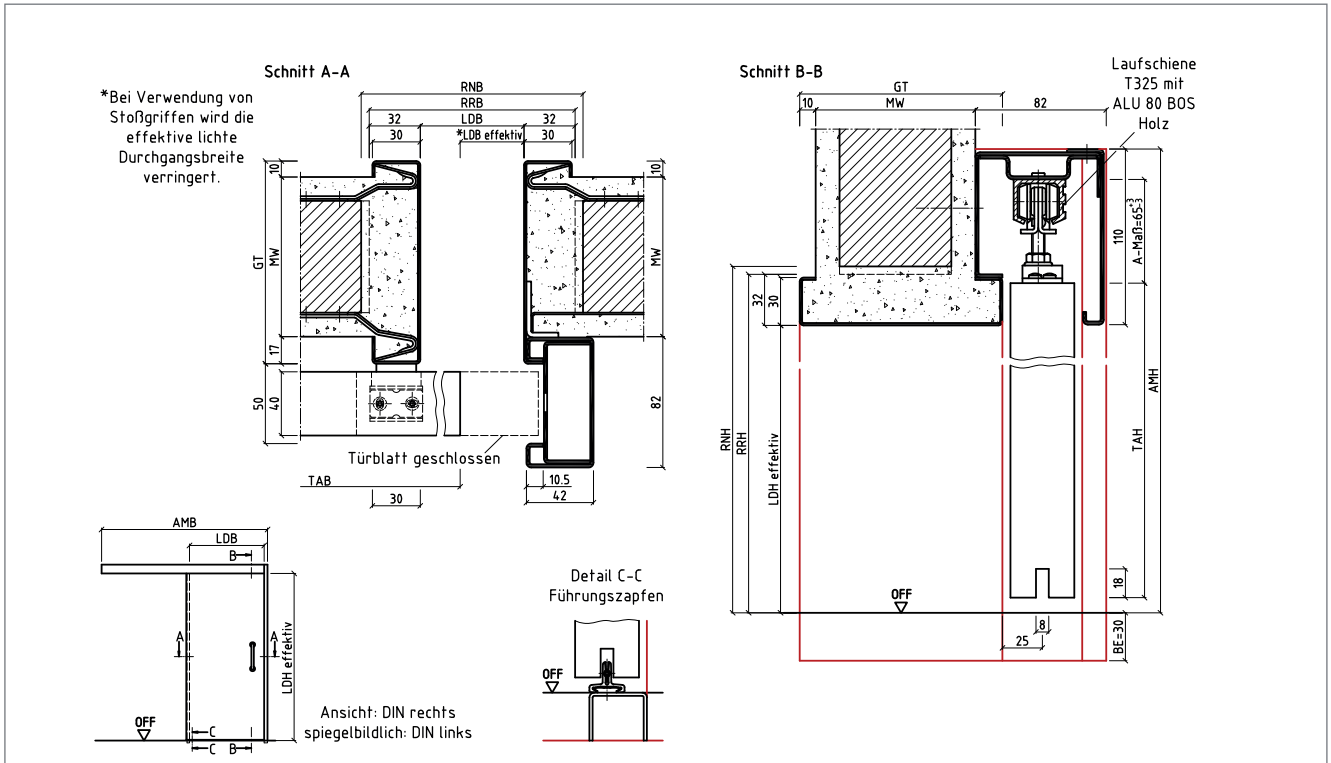 Schnitt A-A
*Bei Verwendung von
Stoßgriffen wird die
effektive lichte
Durchgangsbreite
verringert.
RNB
RRB
32
LDB
32
30
*LDB effektiv
30
10
10
GT
MW
MW
17
50
40
82
Türblatt geschlossen
TAB
30
10.5
42
Schnitt B-B
Laufschiene
T325 mit
ALU 80 BOS
Holz
GT
10
MW
82
110
A-Maß=65+3-3
32
30
RNH
RRH
LDH effektiv
AMH
TAH
18
OFF
8
25
BE=30
AMB
LDB
B
A
A
LDH effektiv
OFF
C
C
B
Ansicht: DIN rechts
spiegelbildlich: DIN links
Detail C-C
Führungszapfen
OFF